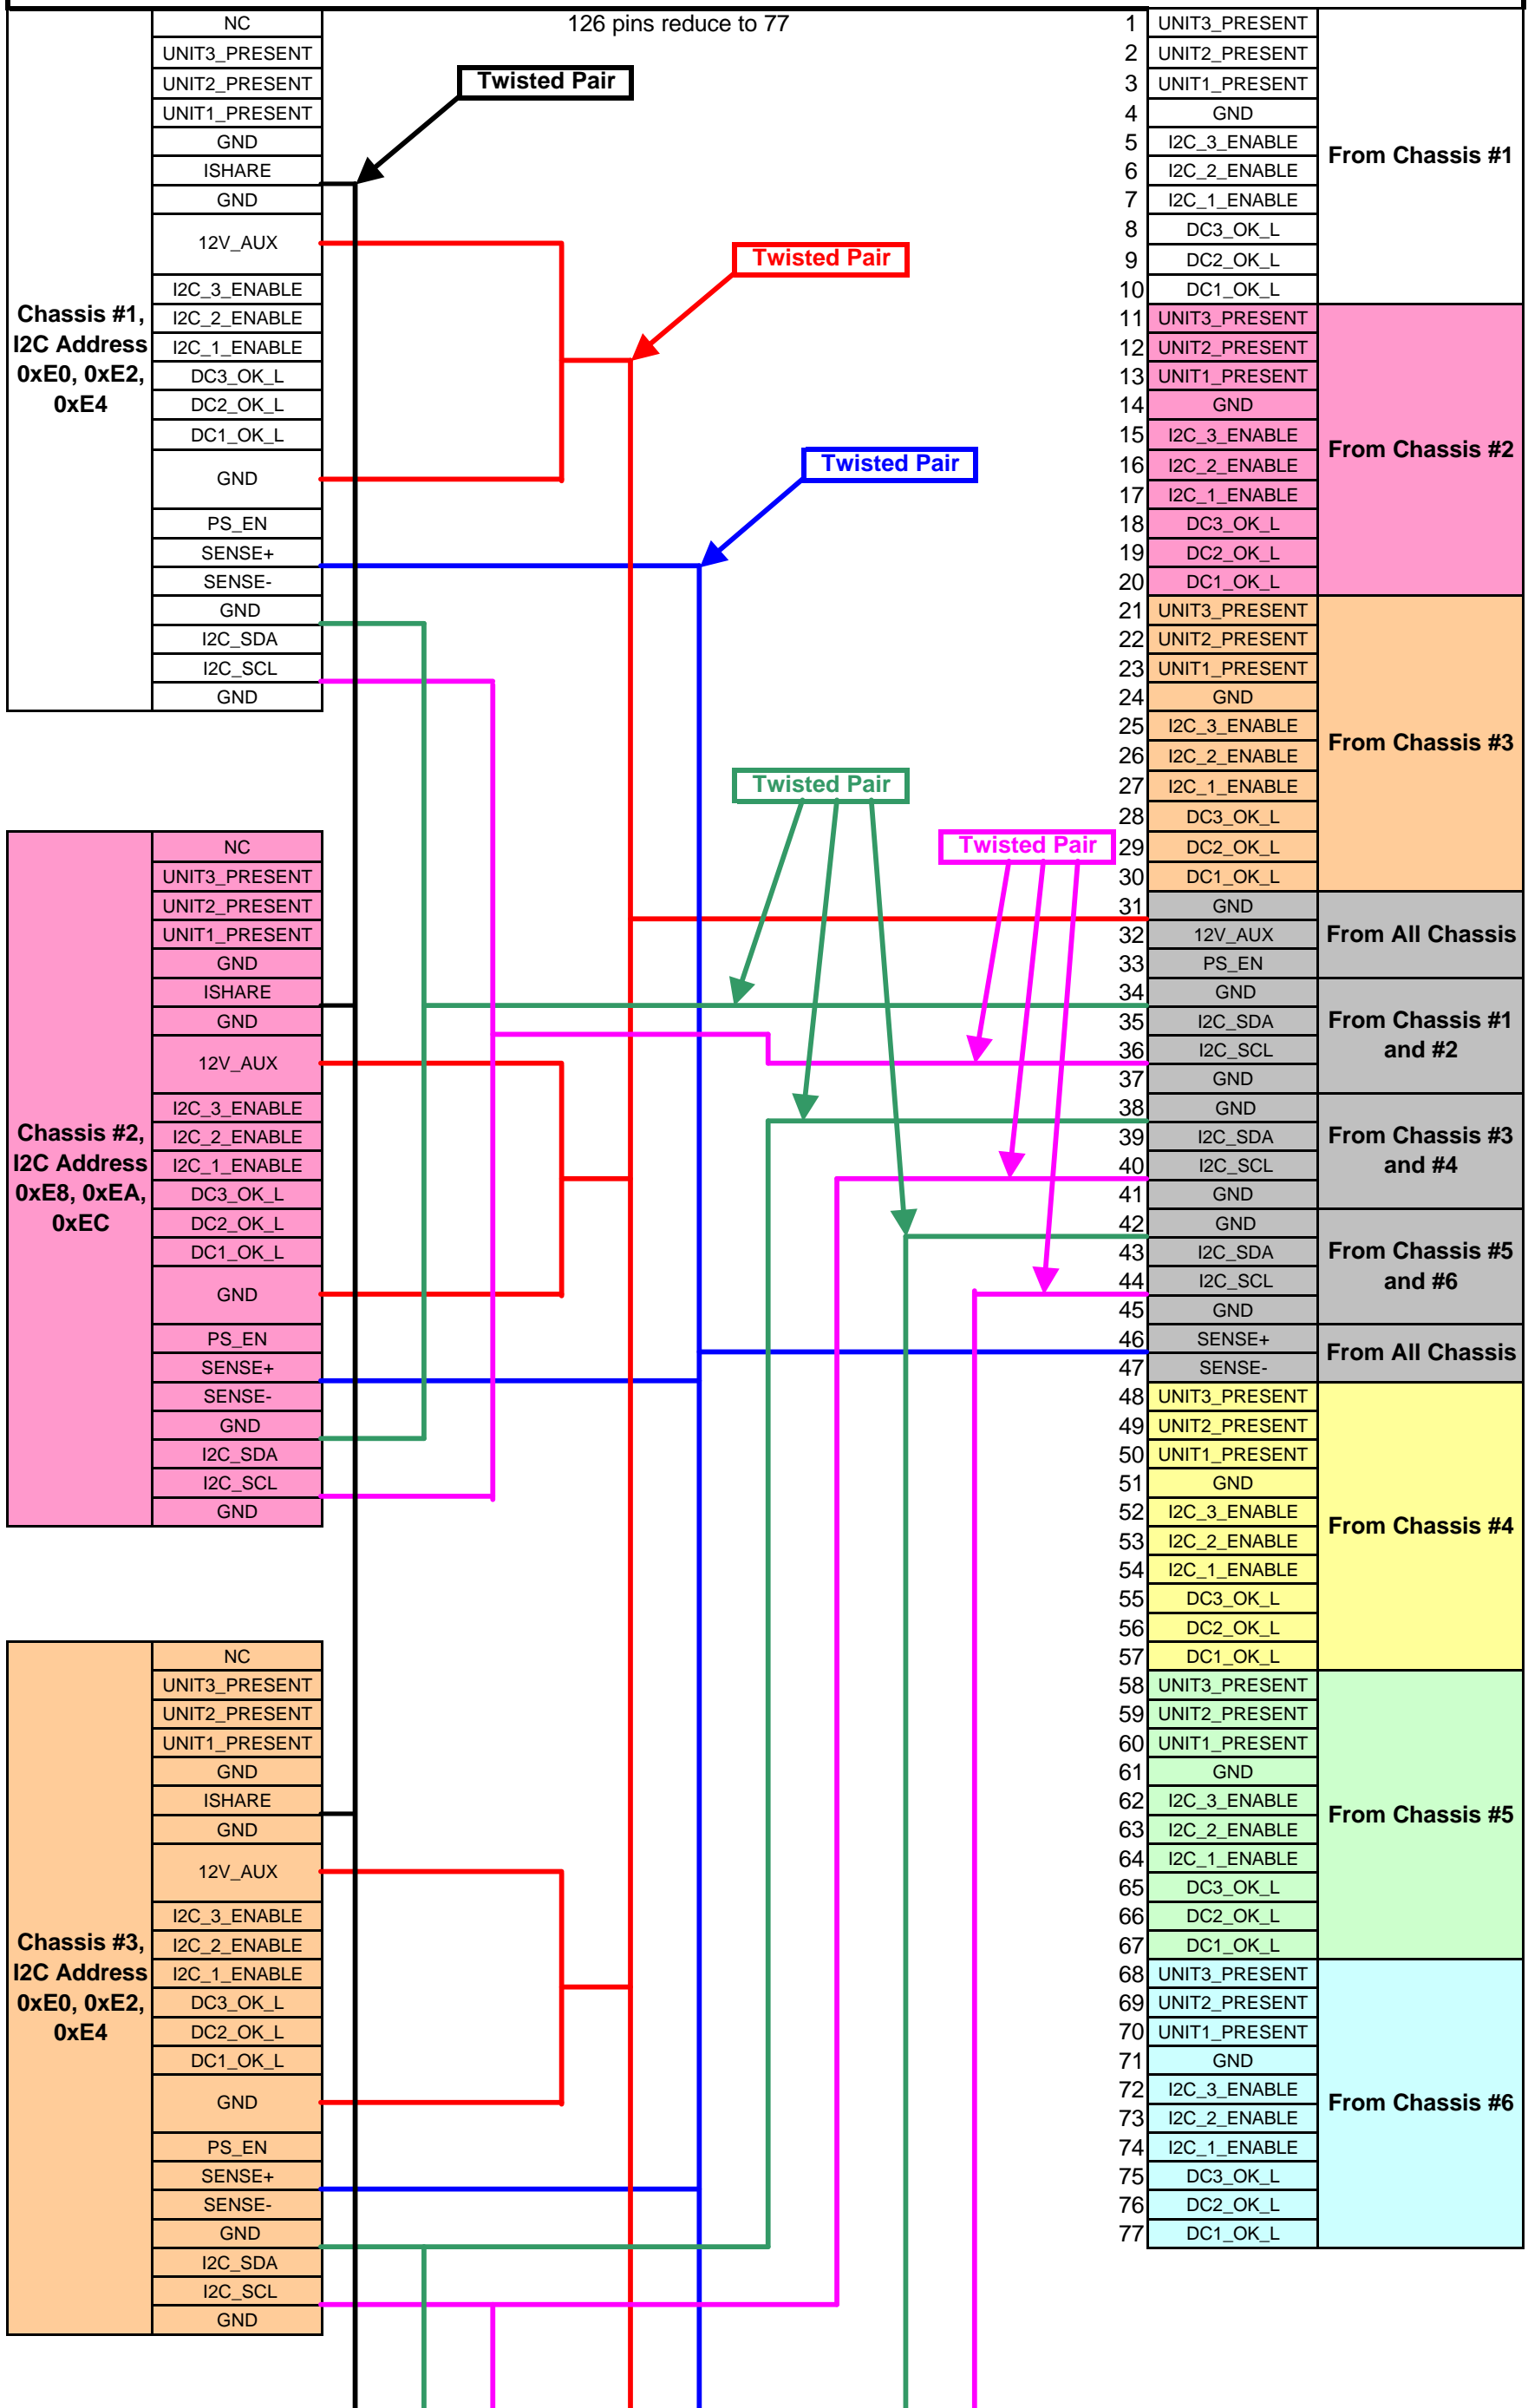 126 pins reduce to 77
Chassis #1,
I2C Address
0xE0, 0xE2,
0xE4
NC
UNIT3_PRESENT
UNIT2_PRESENT
UNIT1_PRESENT
GND
ISHARE
GND
12V_AUX
I2C_3_ENABLE
I2C_2_ENABLE
I2C_1_ENABLE
DC3_OK_L
DC2_OK_L
DC1_OK_L
GND
PS_EN
SENSE+
SENSE-
GND
I2C_SDA
I2C_SCL
GND
Chassis #2,
I2C Address
0xE8, 0xEA,
0xEC
NC
UNIT3_PRESENT
UNIT2_PRESENT
UNIT1_PRESENT
GND
ISHARE
GND
12V_AUX
I2C_3_ENABLE
I2C_2_ENABLE
I2C_1_ENABLE
DC3_OK_L
DC2_OK_L
DC1_OK_L
GND
PS_EN
SENSE+
SENSE-
GND
I2C_SDA
I2C_SCL
GND
Chassis #3,
I2C Address
0xE0, 0xE2,
0xE4
NC
UNIT3_PRESENT
UNIT2_PRESENT
UNIT1_PRESENT
GND
ISHARE
GND
12V_AUX
I2C_3_ENABLE
I2C_2_ENABLE
I2C_1_ENABLE
DC3_OK_L
DC2_OK_L
DC1_OK_L
GND
PS_EN
SENSE+
SENSE-
GND
I2C_SDA
I2C_SCL
GND
Twisted Pair
Twisted Pair
Twisted Pair
Twisted Pair
Twisted Pair
1 UNIT3_PRESENT
2 UNIT2_PRESENT
3 UNIT1_PRESENT
4 GND
5 I2C_3_ENABLE
6 I2C_2_ENABLE
7 I2C_1_ENABLE
8 DC3_OK_L
9 DC2_OK_L
10 DC1_OK_L
From Chassis #1
11 UNIT3_PRESENT
12 UNIT2_PRESENT
13 UNIT1_PRESENT
14 GND
15 I2C_3_ENABLE
16 I2C_2_ENABLE
17 I2C_1_ENABLE
18 DC3_OK_L
19 DC2_OK_L
20 DC1_OK_L
From Chassis #2
21 UNIT3_PRESENT
22 UNIT2_PRESENT
23 UNIT1_PRESENT
24 GND
25 I2C_3_ENABLE
26 I2C_2_ENABLE
27 I2C_1_ENABLE
28 DC3_OK_L
29 DC2_OK_L
30 DC1_OK_L
From Chassis #3
31 GND
32 12V_AUX
33 PS_EN
From All Chassis
34 GND
35 I2C_SDA
36 I2C_SCL
37 GND
From Chassis #1
and #2
38 GND
39 I2C_SDA
40 I2C_SCL
41 GND
From Chassis #3
and #4
42 GND
43 I2C_SDA
44 I2C_SCL
45 GND
From Chassis #5
and #6
46 SENSE+
47 SENSE-
From All Chassis
48 UNIT3_PRESENT
49 UNIT2_PRESENT
50 UNIT1_PRESENT
51 GND
52 I2C_3_ENABLE
53 I2C_2_ENABLE
54 I2C_1_ENABLE
55 DC3_OK_L
56 DC2_OK_L
57 DC1_OK_L
From Chassis #4
58 UNIT3_PRESENT
59 UNIT2_PRESENT
60 UNIT1_PRESENT
61 GND
62 I2C_3_ENABLE
63 I2C_2_ENABLE
64 I2C_1_ENABLE
65 DC3_OK_L
66 DC2_OK_L
67 DC1_OK_L
From Chassis #5
68 UNIT3_PRESENT
69 UNIT2_PRESENT
70 UNIT1_PRESENT
71 GND
72 I2C_3_ENABLE
73 I2C_2_ENABLE
74 I2C_1_ENABLE
75 DC3_OK_L
76 DC2_OK_L
77 DC1_OK_L
From Chassis #6